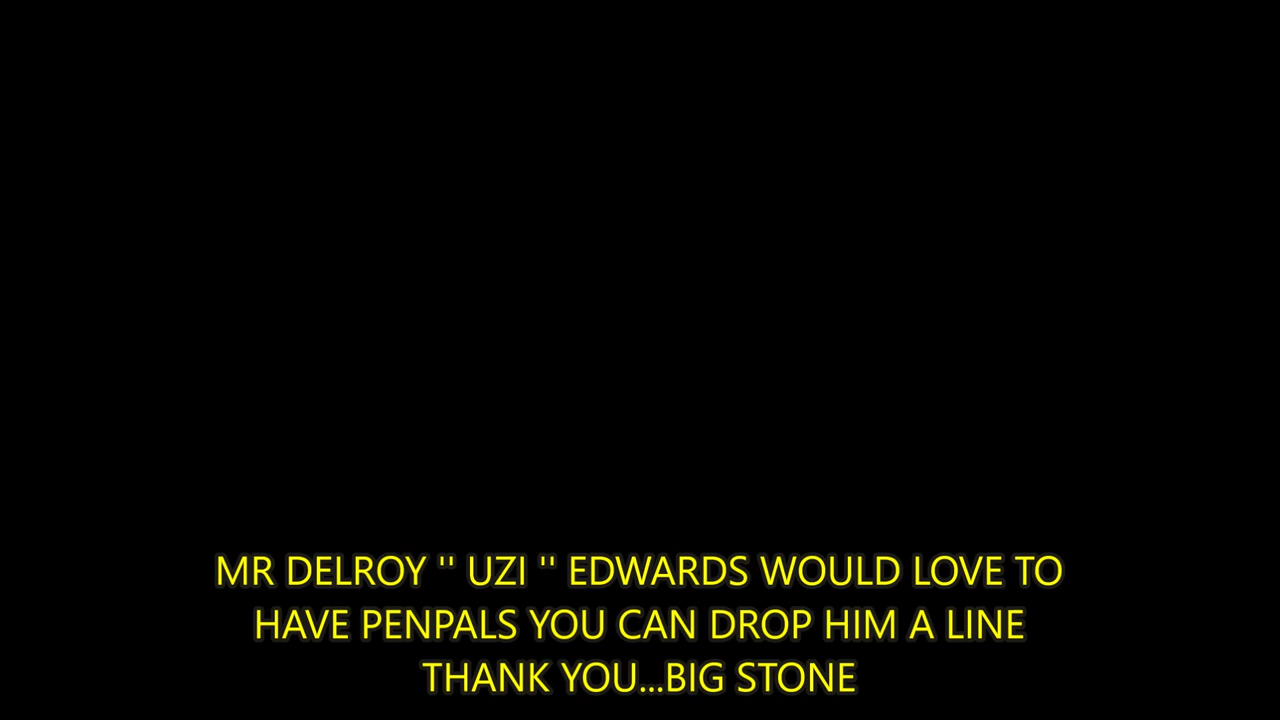 MR DELROY " UZI " EDWARDS WOULD LOVE TO
HAVE PENPALS YOU CAN DROP HIM A LINE
THANK YOU...BIG STONE